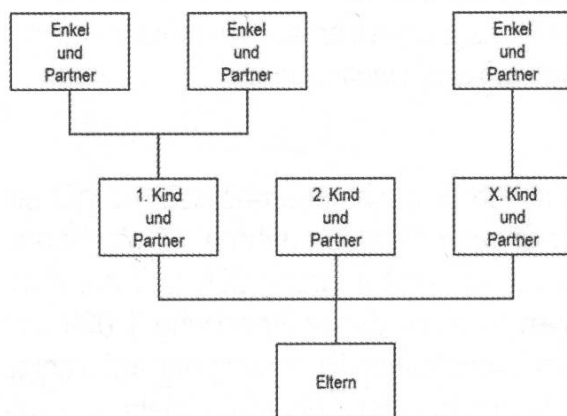 Enkel
und
Partner
Enkel
und
Partner
Enkel
und
Partner
1. Kind
und
Partner
2. Kind
und
Partner
X. Kind
und
Partner
Eltern